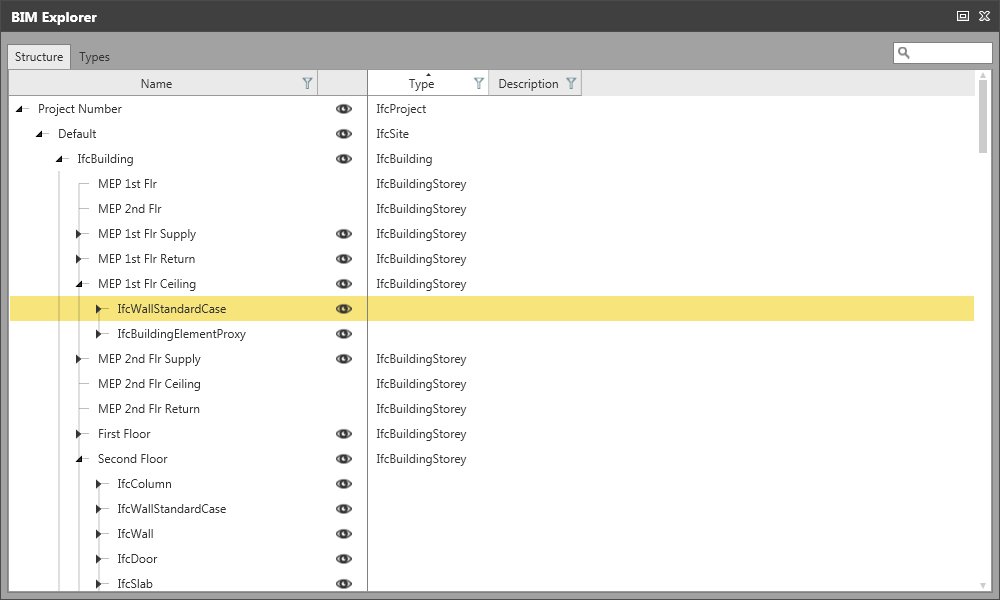 BIM Explorer
Structure Types
Name Type Description
Project Number IfcProject
Default IfcSite
IfcBuilding IfcBuilding
MEP 1st Flr IfcBuildingStorey
MEP 2nd Flr IfcBuildingStorey
MEP 1st Flr Supply IfcBuildingStorey
MEP 1st Flr Return IfcBuildingStorey
MEP 1st Flr Ceiling IfcBuildingStorey
IfcWallStandardCase
IfcBuildingElementProxy
MEP 2nd Flr Supply IfcBuildingStorey
MEP 2nd Flr Ceiling IfcBuildingStorey
MEP 2nd Flr Return IfcBuildingStorey
First Floor IfcBuildingStorey
Second Floor IfcBuildingStorey
IfcColumn
IfcWallStandardCase
IfcWall
IfcDoor
IfcSlab